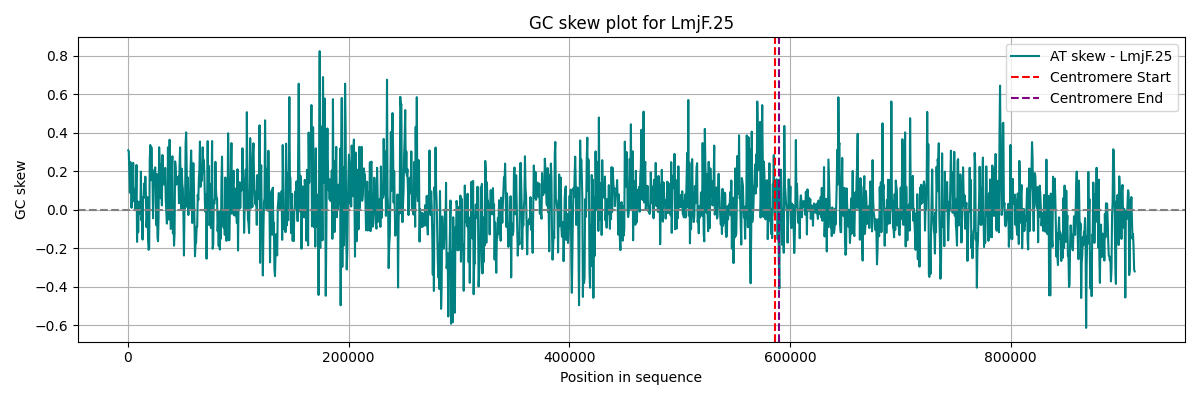 GC skew plot for LmjF.25
AT skew - LmjF.25
Centromere Start
Centromere End
GC skew
0.8
0.6
0.4
0.2
0.0
−0.2
−0.4
−0.6
0 200000 400000 600000 800000
Position in sequence